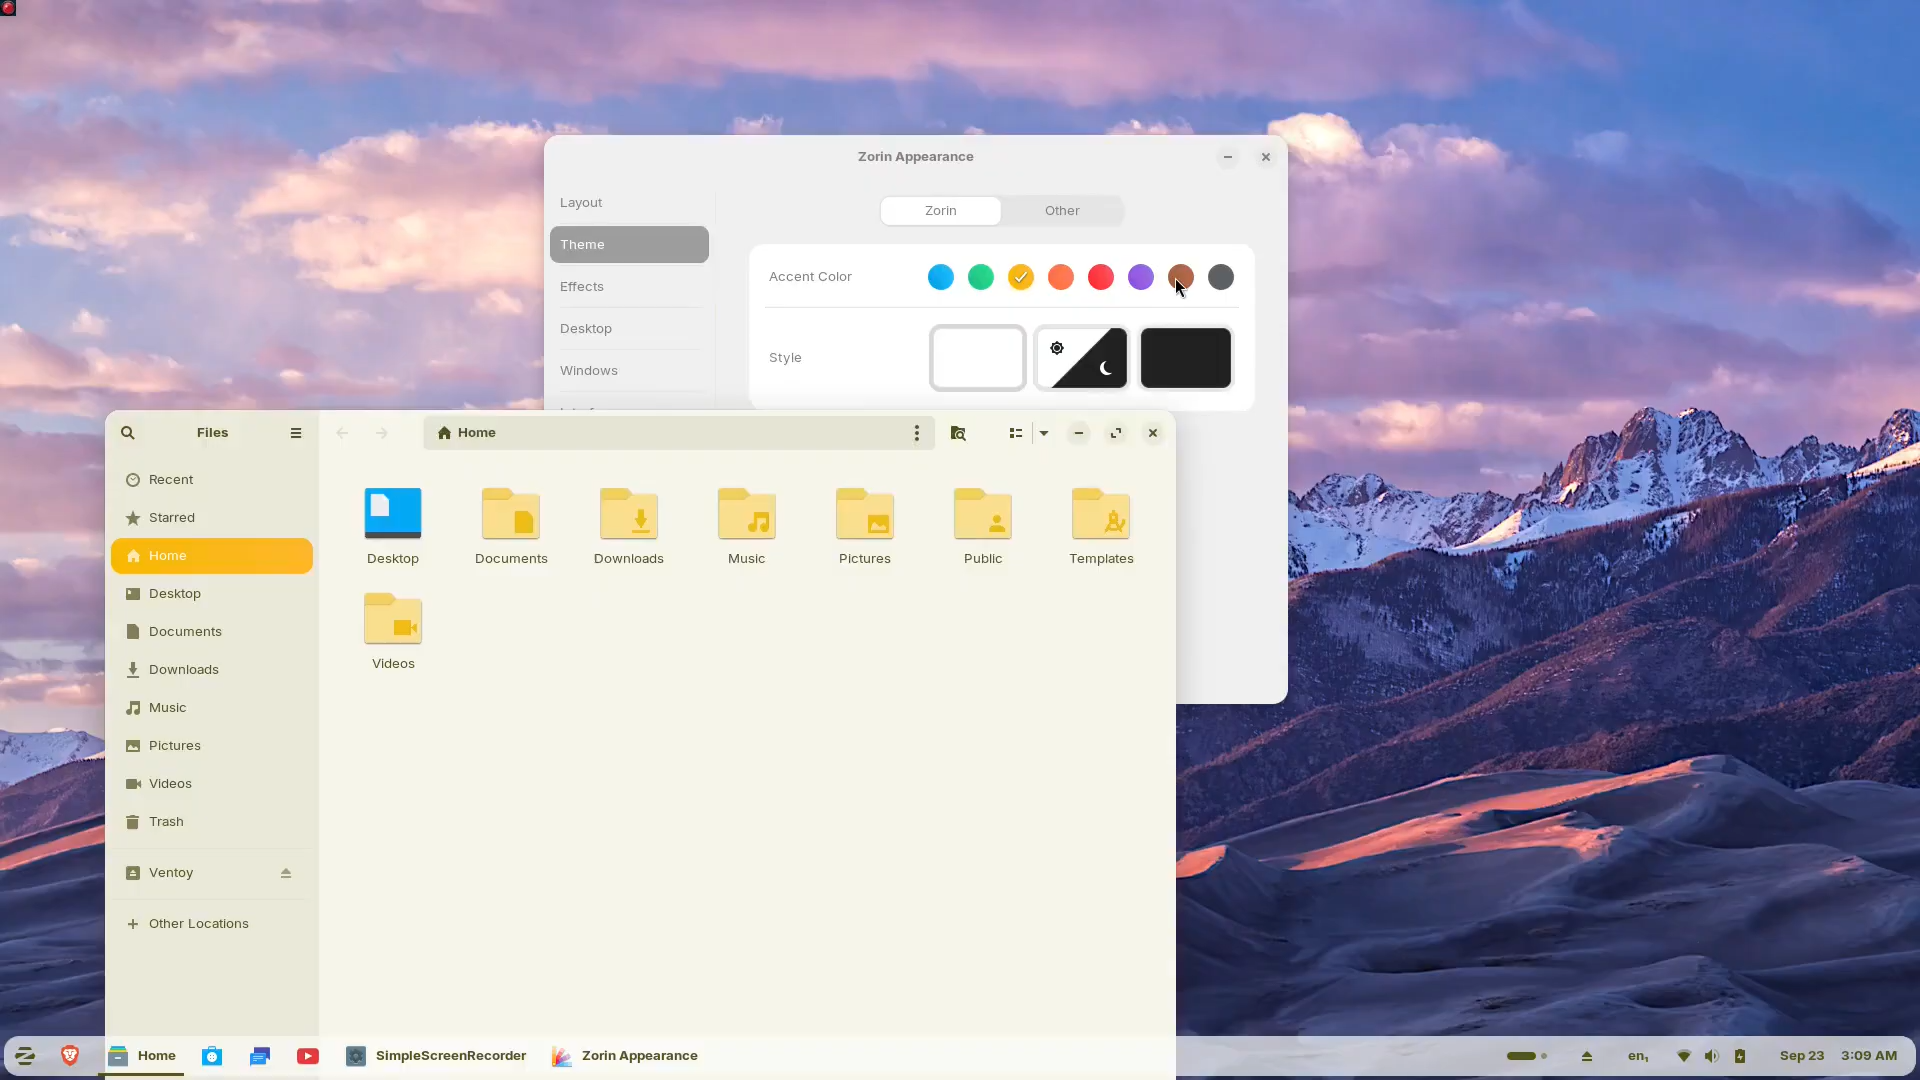 Zorin Appearance
Layout
Theme
Effects
Desktop
Windows
Zorin
Other
Accent Color
Style
Files
Home
Recent
Starred
Home
Desktop
Documents
Downloads
Music
Pictures
Videos
Trash
Ventoy
Other Locations
Desktop
Documents
Downloads
Music
Pictures
Public
Templates
Videos
Home
SimpleScreenRecorder
Zorin Appearance
en₁
Sep 23
3:09 AM